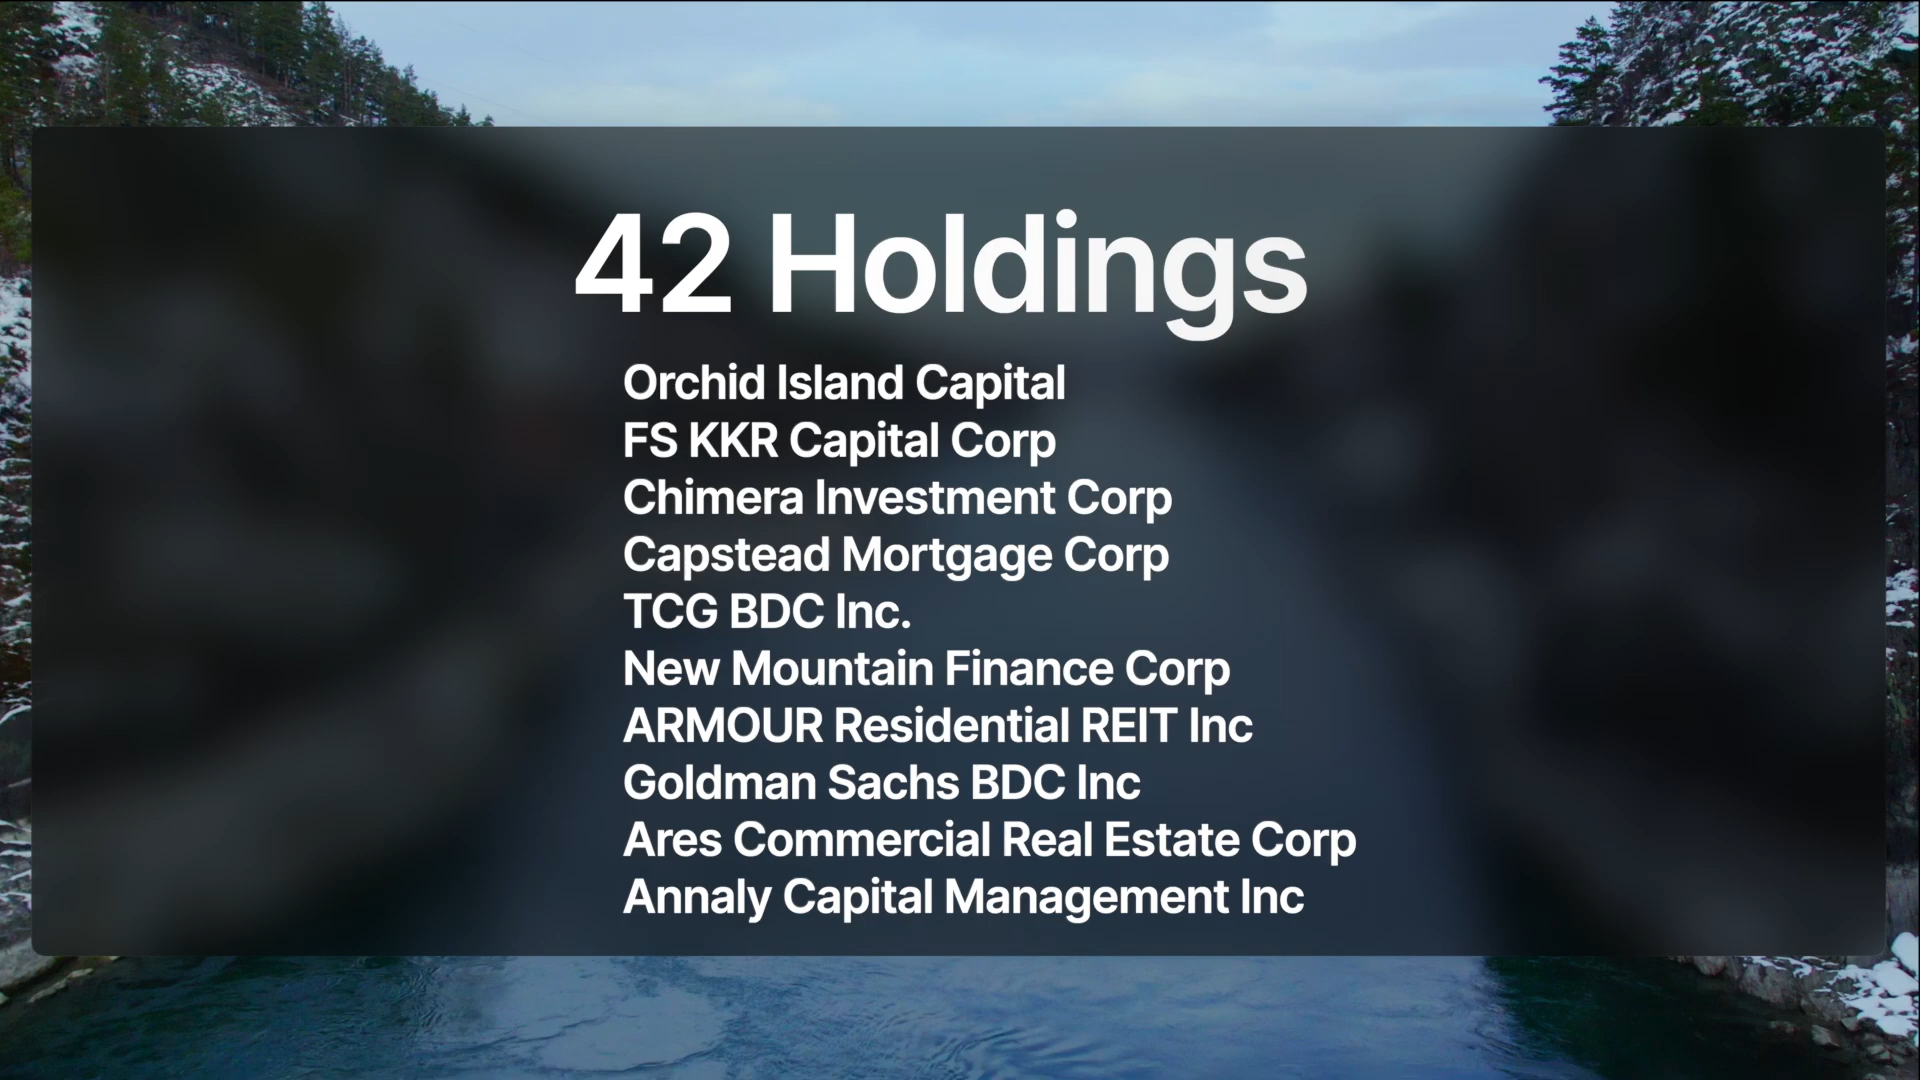 42 Holdings
Orchid Island Capital
FS KKR Capital Corp
Chimera Investment Corp
Capstead Mortgage Corp
TCG BDC Inc.
New Mountain Finance Corp
ARMOUR Residential REIT Inc
Goldman Sachs BDC Inc
Ares Commercial Real Estate Corp
Annaly Capital Management Inc